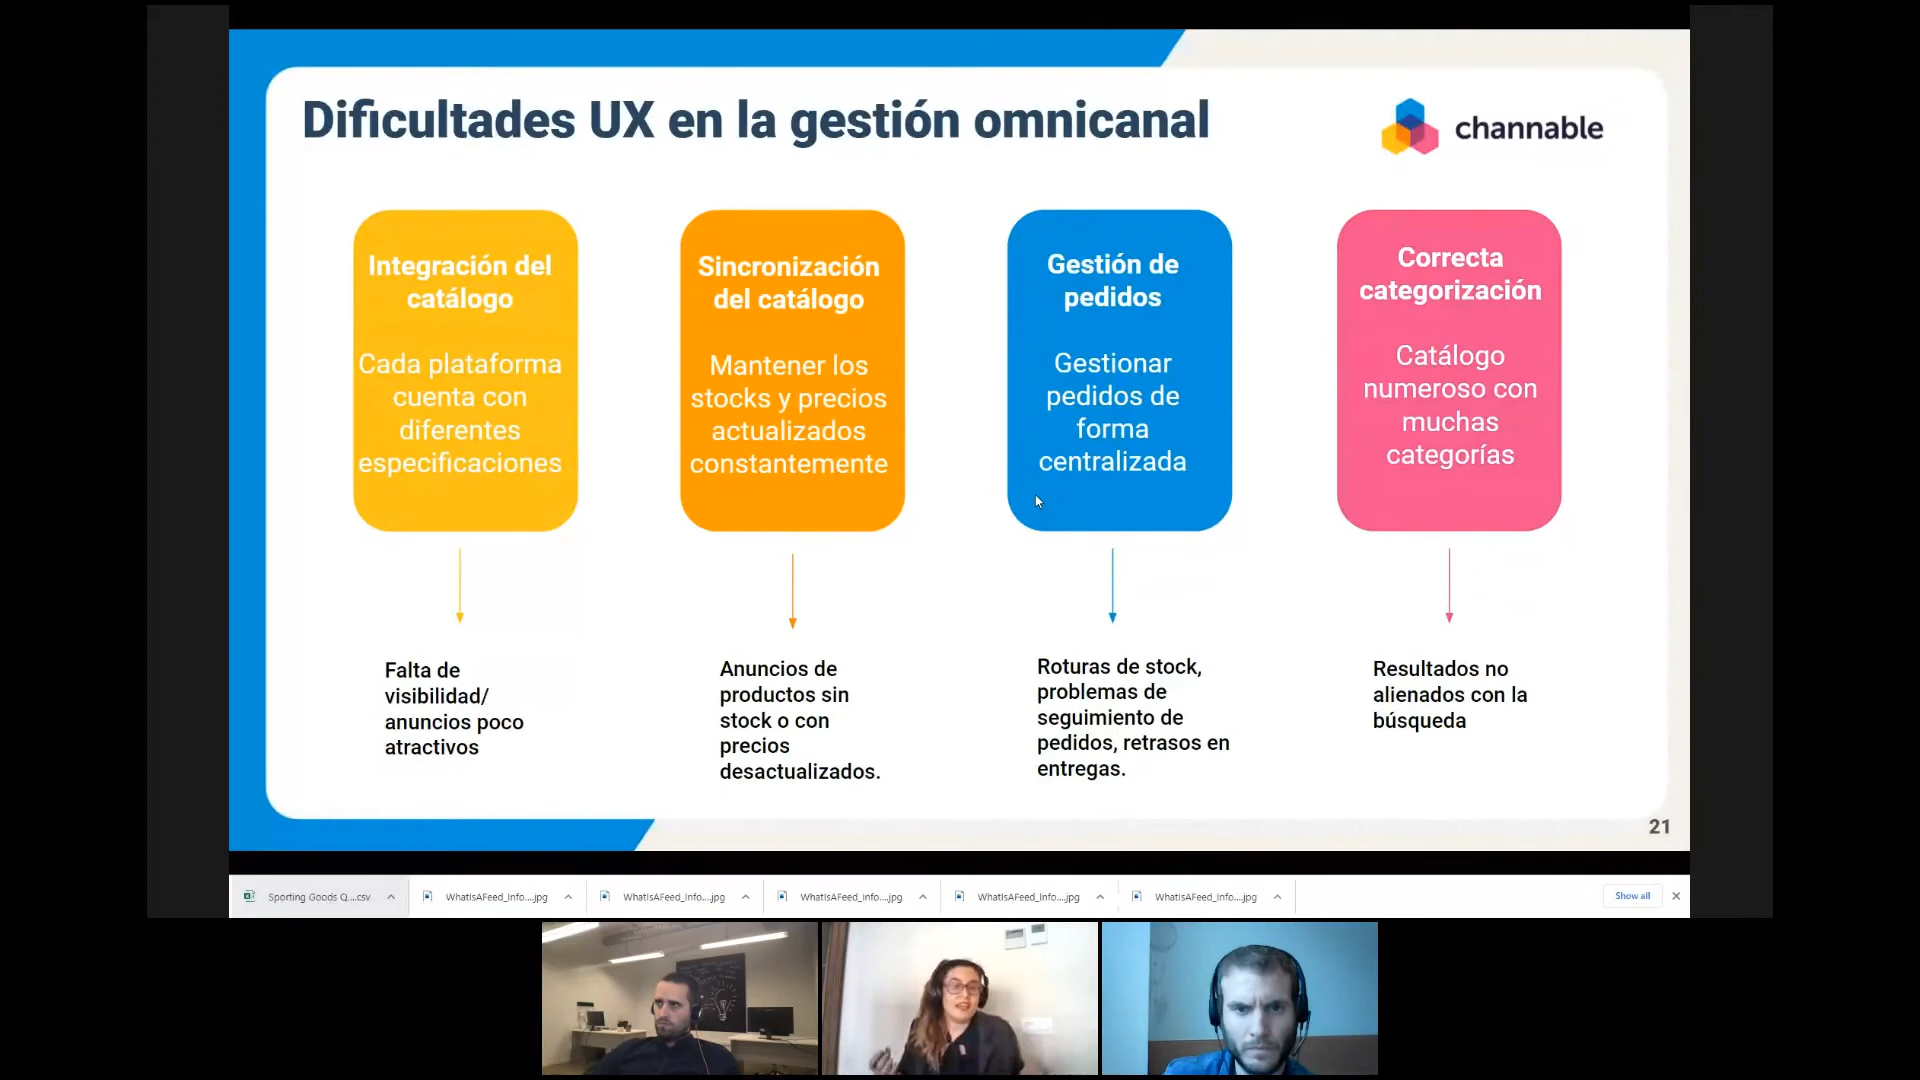 Dificultades UX en la gestión omnicanal
channable
Integración del
catálogo
Cada plataforma
cuenta con
diferentes
especificaciones
Sincronización
del catálogo
Mantener los
stocks y precios
actualizados
constantemente
Gestión de
pedidos
Gestionar
pedidos de
forma
centralizada
Correcta
categorización
Catálogo
numeroso con
muchas
categorías
Falta de
visibilidad/
anuncios poco
atractivos
Anuncios de
productos sin
stock o con
precios
desactualizados.
Roturas de stock,
problemas de
seguimiento de
pedidos, retrasos en
entregas.
Resultados no
alienados con la
búsqueda
21
Sporting Goods Q....csv
WhatIsAFeed_Info....jpg
WhatIsAFeed_Info....jpg
WhatIsAFeed_Info....jpg
WhatIsAFeed_Info....jpg
WhatIsAFeed_Info....jpg
Show all